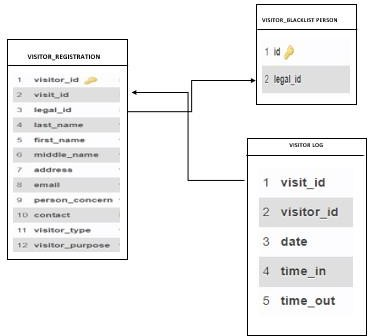 VISITOR_REGISTRATION
1 visitor_id
2 visit_id
3 legal_id
4 last_name
5 first_name
6 middle_name
7 address
8 email
9 person_concern
10 contact
11 visitor_type
12 visitor_purpose
VISITOR_BLACKLIST PERSON
1 id
2 legal_id
VISITOR LOG
1 visit_id
2 visitor_id
3 date
4 time_in
5 time_out